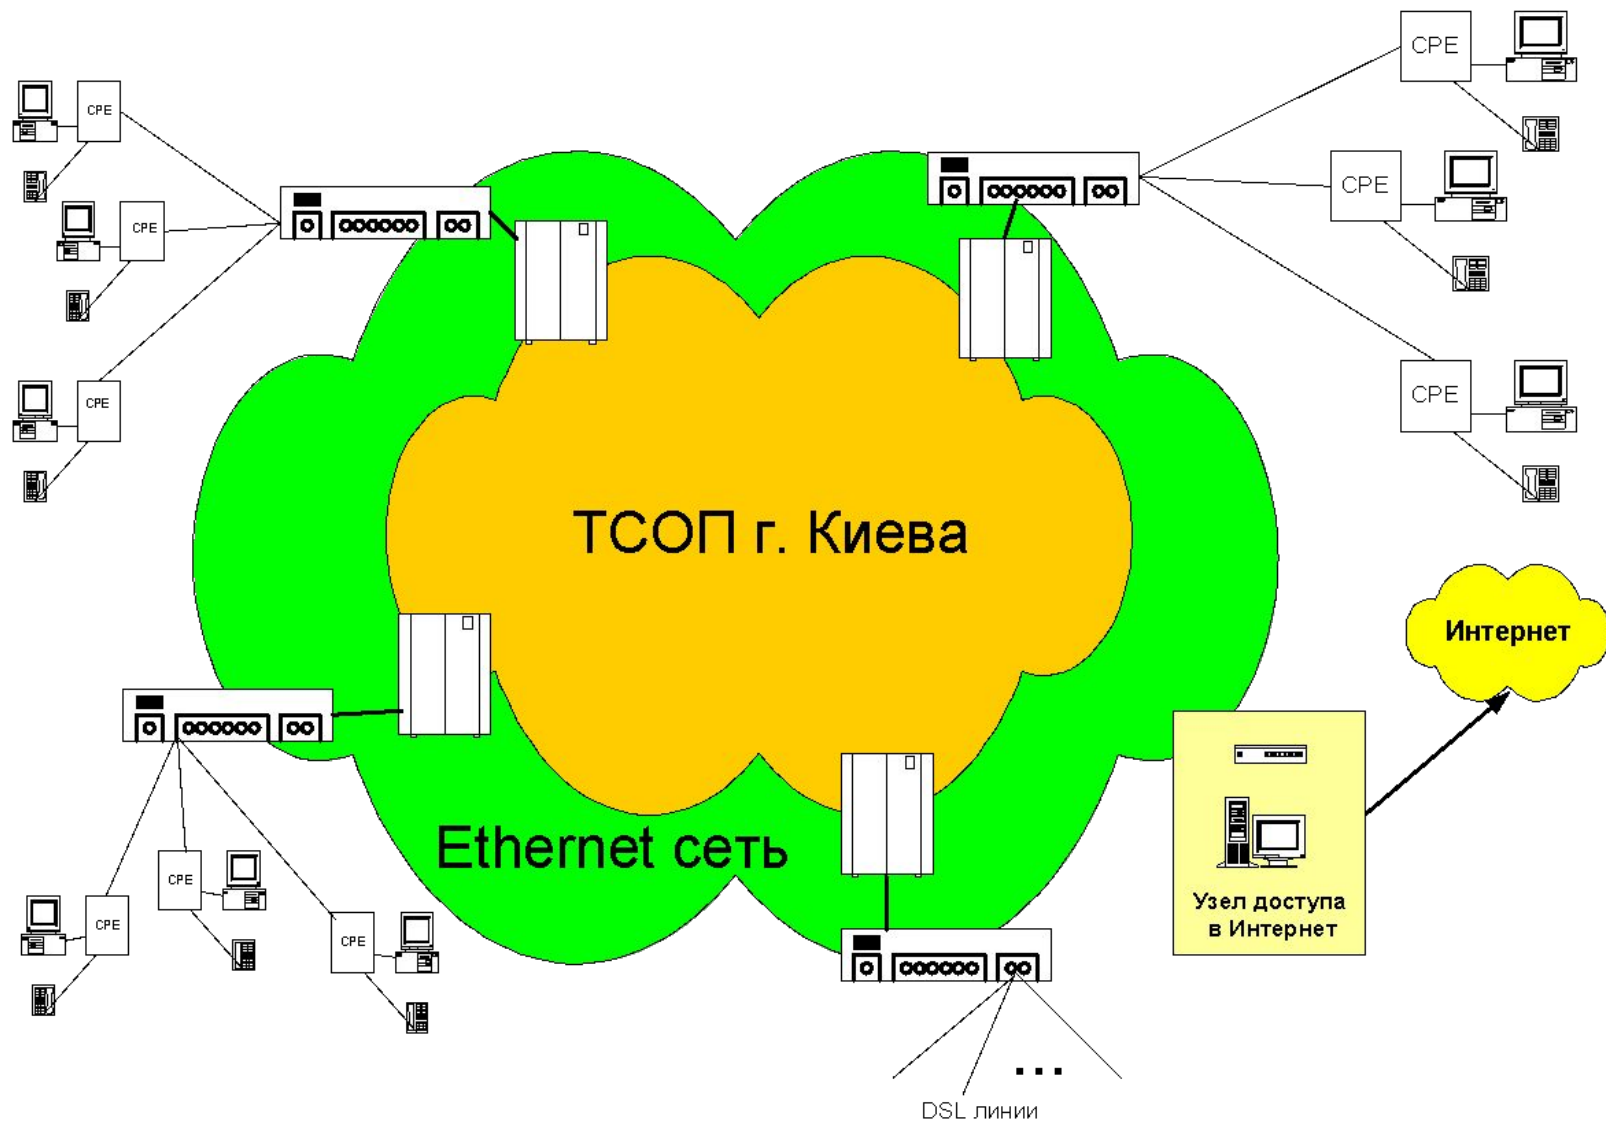 CPE
CPE
CPE
CPE
CPE
CPE
ТСОП г. Киева
Интернет
Ethernet сеть
Узел доступа
в Интернет
CPE
CPE
CPE
...
DSL линии